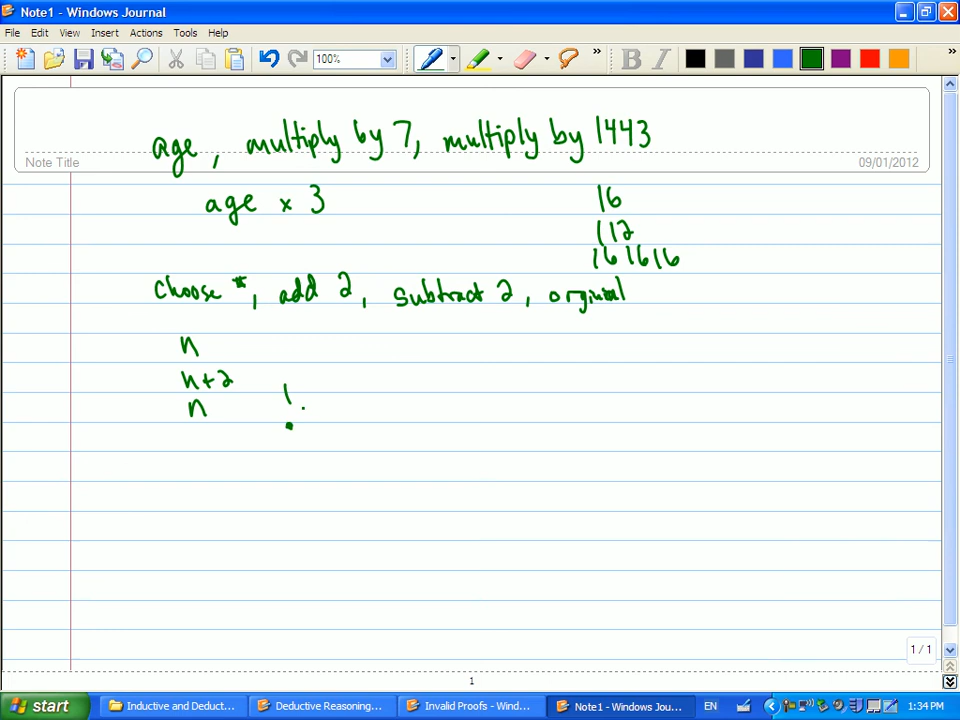 Note1 - Windows Journal
File Edit View Insert Actions Tools Help
100%
B I
age, multiply by 7, multiply by 1443
Note Title
09/01/2012
age x 3
16
112
161616
choose #, add 2, subtract 2, orginal
n
n+2
n !
1 / 1
1
start
Inductive and Deduct...
Deductive Reasoning...
Invalid Proofs - Wind...
Note1 - Windows Jou...
EN
1:34 PM